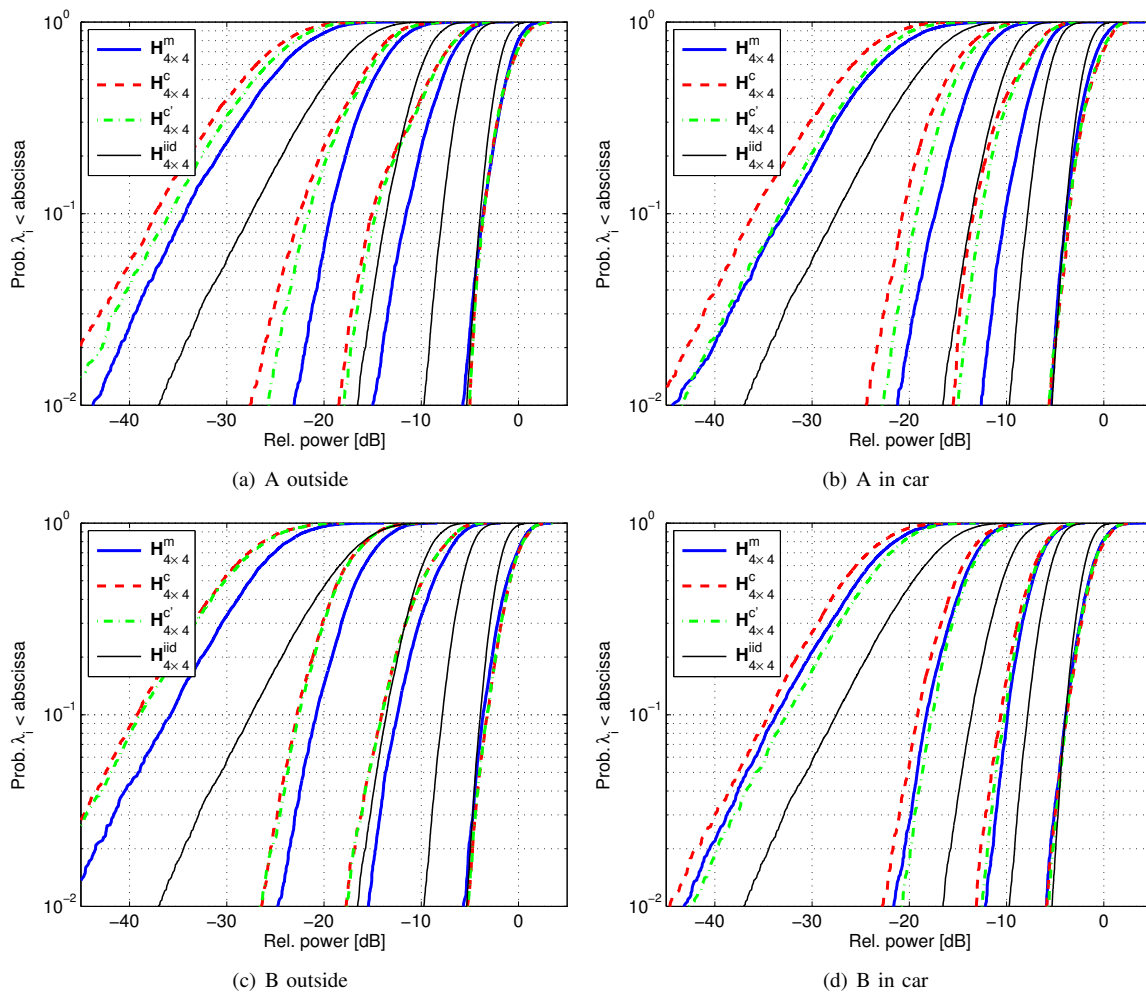 10^0
10^-1
10^-2
Prob. λ_i < abscissa
H^m_4×4
H^c_4×4
H^c'_4×4
H^iid_4×4
−40 −30 −20 −10 0
Rel. power [dB]
(a) A outside
10^0
10^-1
10^-2
Prob. λ_i < abscissa
H^m_4×4
H^c_4×4
H^c'_4×4
H^iid_4×4
−40 −30 −20 −10 0
Rel. power [dB]
(b) A in car
10^0
10^-1
10^-2
Prob. λ_i < abscissa
H^m_4×4
H^c_4×4
H^c'_4×4
H^iid_4×4
−40 −30 −20 −10 0
Rel. power [dB]
(c) B outside
10^0
10^-1
10^-2
Prob. λ_i < abscissa
H^m_4×4
H^c_4×4
H^c'_4×4
H^iid_4×4
−40 −30 −20 −10 0
Rel. power [dB]
(d) B in car